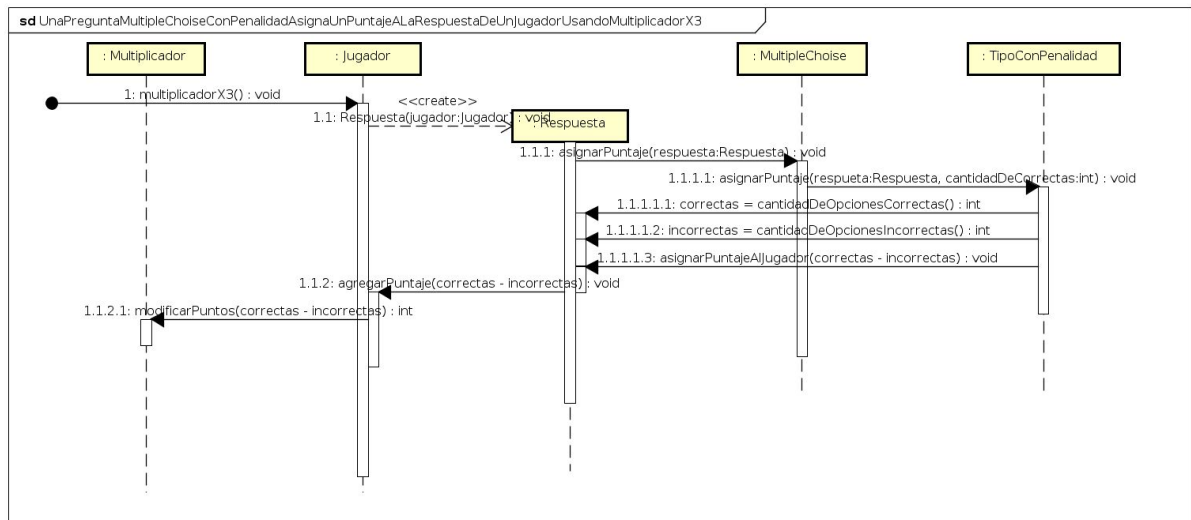 sd UnaPreguntaMultipleChoiseConPenalidadAsignaUnPuntajeALaRespuestaDeUnJugadorUsandoMultiplicadorX3
: Multiplicador
: Jugador
: MultipleChoise
: TipoConPenalidad
1: multiplicadorX3() : void
<<create>>
1.1: Respuesta(jugador:Jugador) : void
: Respuesta
1.1.1: asignarPuntaje(respuesta:Respuesta) : void
1.1.1.1: asignarPuntaje(respueta:Respuesta, cantidadDeCorrectas:int) : void
1.1.1.1.1: correctas = cantidadDeOpcionesCorrectas() : int
1.1.1.1.2: incorrectas = cantidadDeOpcionesIncorrectas() : int
1.1.1.1.3: asignarPuntajeAlJugador(correctas - incorrectas) : void
1.1.2: agregarPuntaje(correctas - incorrectas) : void
1.1.2.1: modificarPuntos(correctas - incorrectas) : int